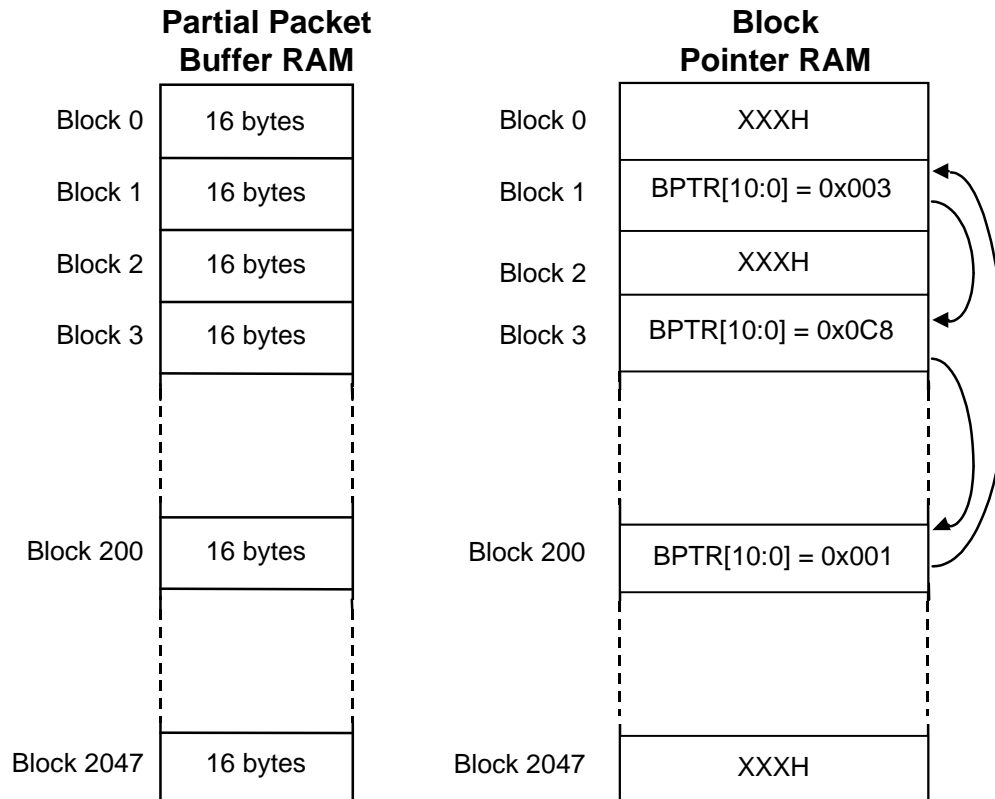 Partial Packet
Buffer RAM
Block 0
16 bytes
Block 1
16 bytes
Block 2
16 bytes
Block 3
16 bytes
Block 200
16 bytes
Block 2047
16 bytes
Block
Pointer RAM
Block 0
XXXH
Block 1
BPTR[10:0] = 0x003
Block 2
XXXH
Block 3
BPTR[10:0] = 0x0C8
Block 200
BPTR[10:0] = 0x001
Block 2047
XXXH